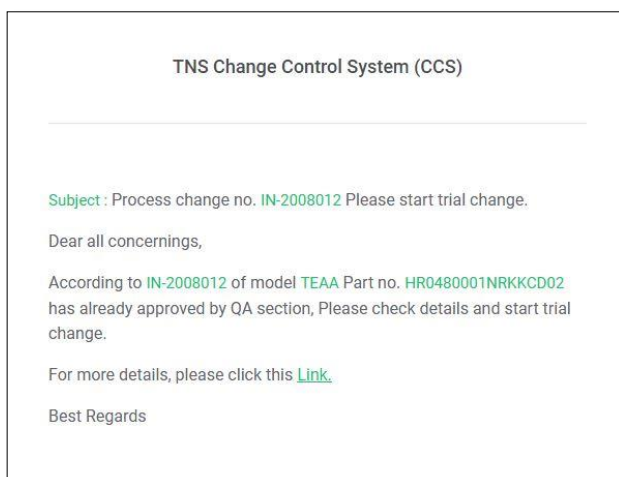 TNS Change Control System (CCS)
Subject : Process change no. IN-2008012 Please start trial change.
Dear all concernings,
According to IN-2008012 of model TEAA Part no. HR0480001NRKKCD02
has already approved by QA section, Please check details and start trial
change.
For more details, please click this Link.
Best Regards